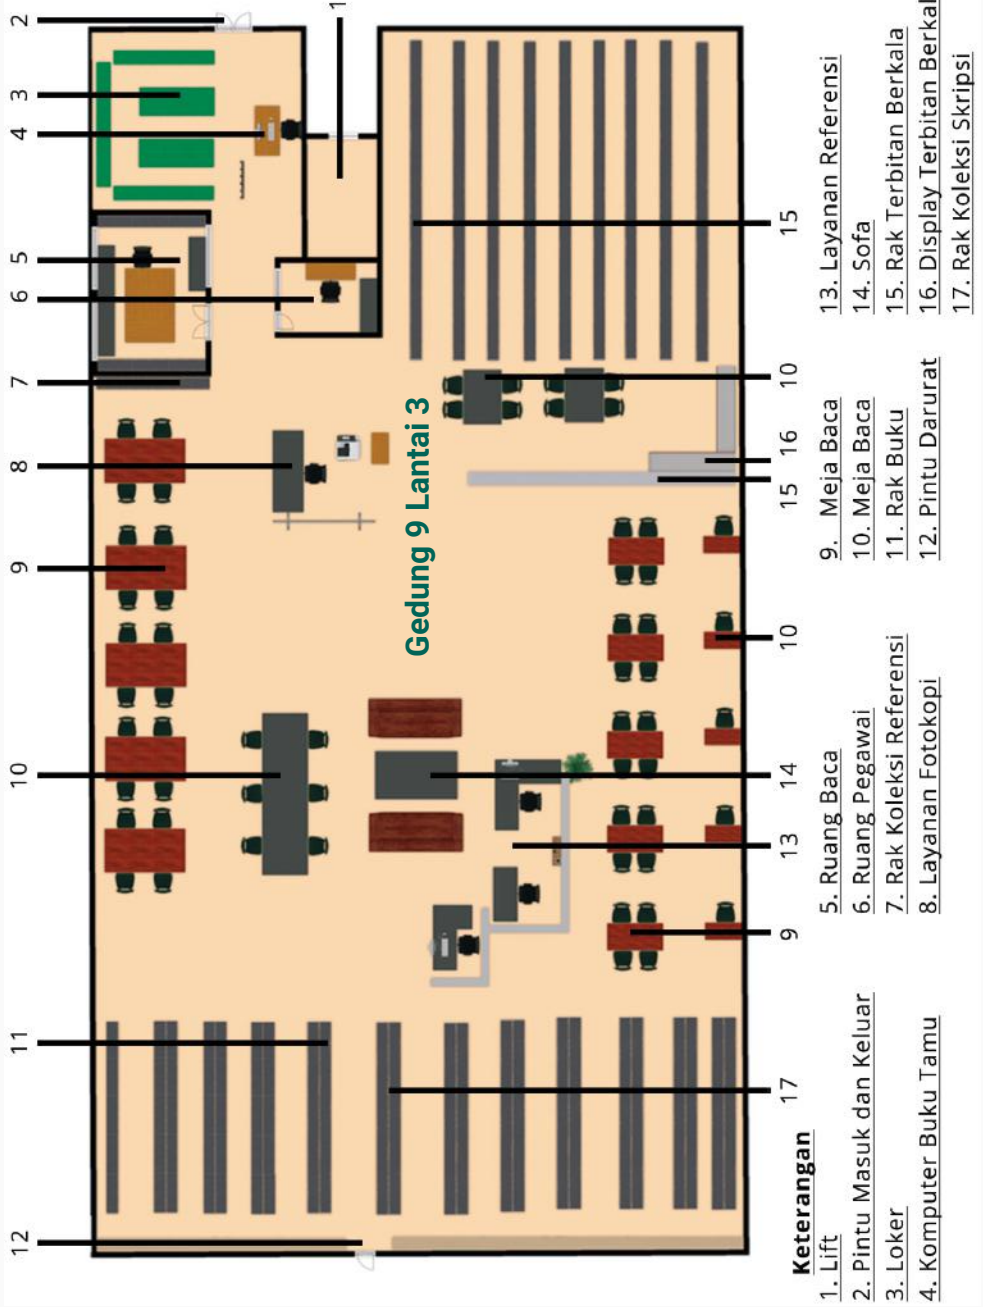 12 11 10 9 8 7 6 5 4 3 2
1
Gedung 9 Lantai 3
17 9 13 14 10 15 16 10 15
Keterangan
1. Lift
2. Pintu Masuk dan Keluar
3. Loker
4. Komputer Buku Tamu
5. Ruang Baca
6. Ruang Pegawai
7. Rak Koleksi Referensi
8. Layanan Fotokopi
9. Meja Baca
10. Meja Baca
11. Rak Buku
12. Pintu Darurat
13. Layanan Referensi
14. Sofa
15. Rak Terbitan Berkala
16. Display Terbitan Berkal
17. Rak Koleksi Skripsi